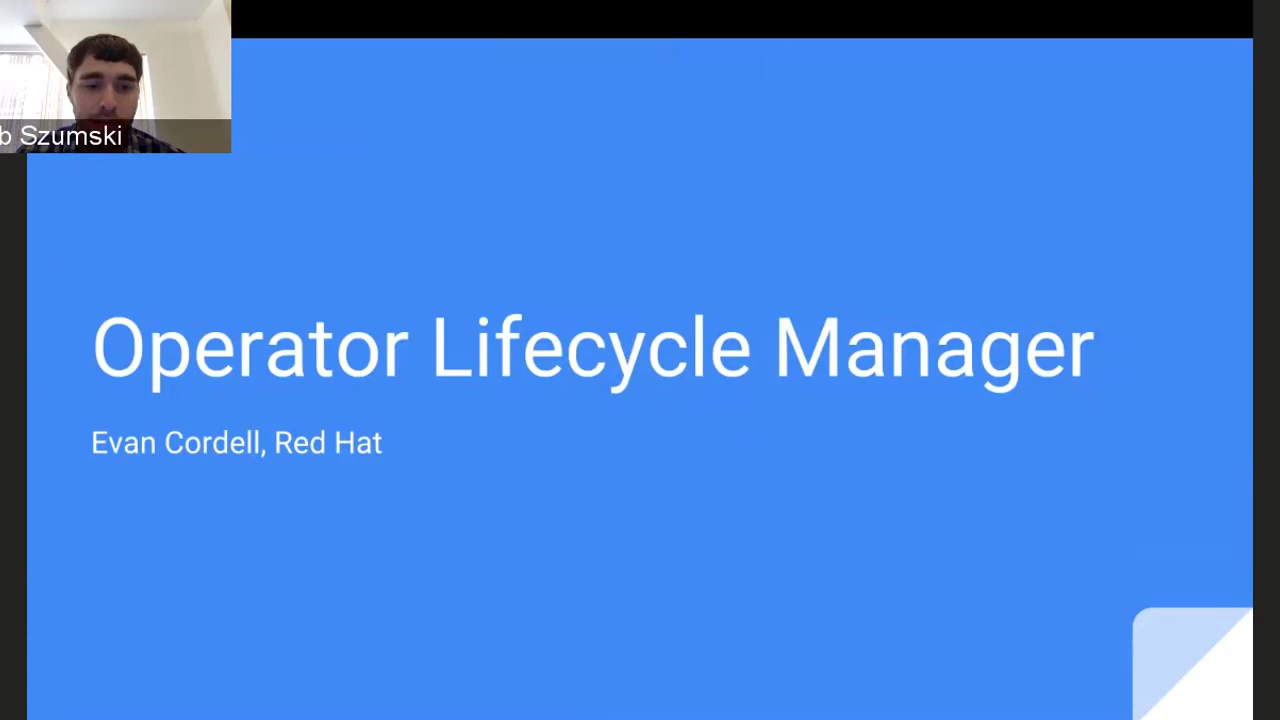 b Szumski
Operator Lifecycle Manager
Evan Cordell, Red Hat